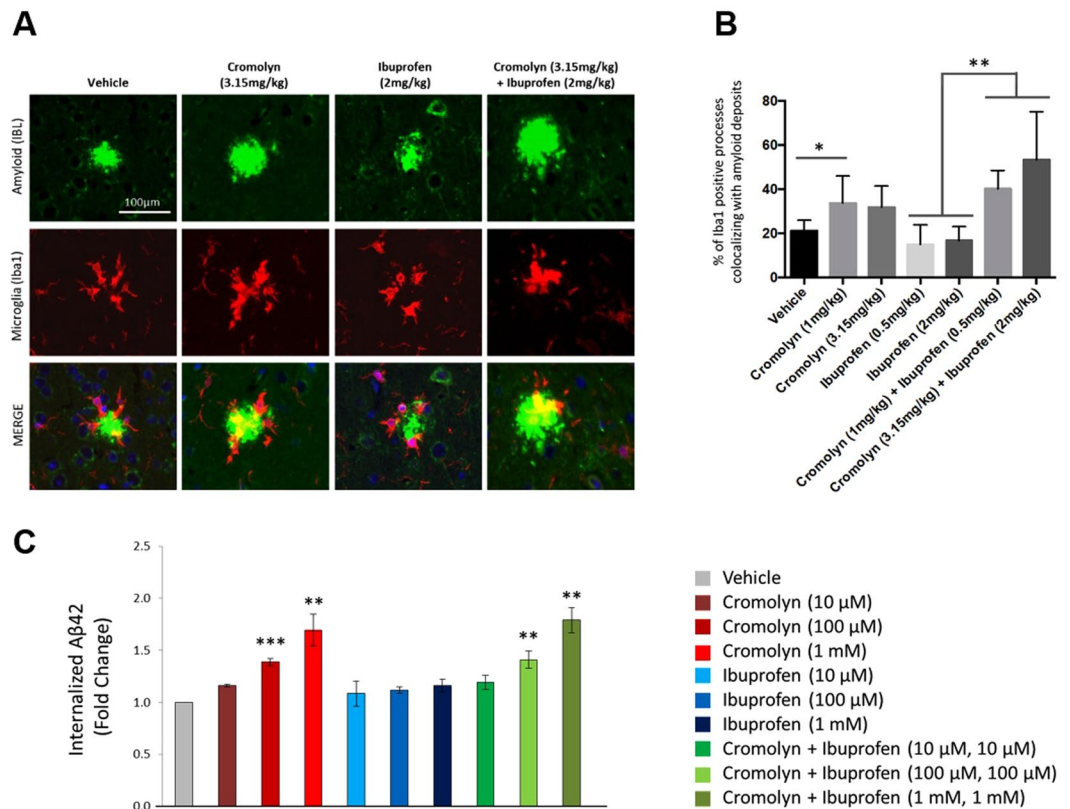 A
Vehicle
Cromolyn
(3.15mg/kg)
Ibuprofen
(2mg/kg)
Cromolyn (3.15mg/kg)
+ Ibuprofen (2mg/kg)
Amyloid (IBL)
100µm
Microglia (Iba1)
MERGE
B
% of Iba1 positive processes
colocalizing with amyloid deposits
80
60
40
20
0
*
**
Vehicle
Cromolyn (1mg/kg)
Cromolyn (3.15mg/kg)
Ibuprofen (0.5mg/kg)
Ibuprofen (2mg/kg)
Cromolyn (1mg/kg) + Ibuprofen (0.5mg/kg)
Cromolyn (3.15mg/kg) + Ibuprofen (2mg/kg)
C
Internalized Aβ42
(Fold Change)
2.5
2.0
1.5
1.0
0.5
0.0
***
**
**
**
Vehicle
Cromolyn (10 µM)
Cromolyn (100 µM)
Cromolyn (1 mM)
Ibuprofen (10 µM)
Ibuprofen (100 µM)
Ibuprofen (1 mM)
Cromolyn + Ibuprofen (10 µM, 10 µM)
Cromolyn + Ibuprofen (100 µM, 100 µM)
Cromolyn + Ibuprofen (1 mM, 1 mM)